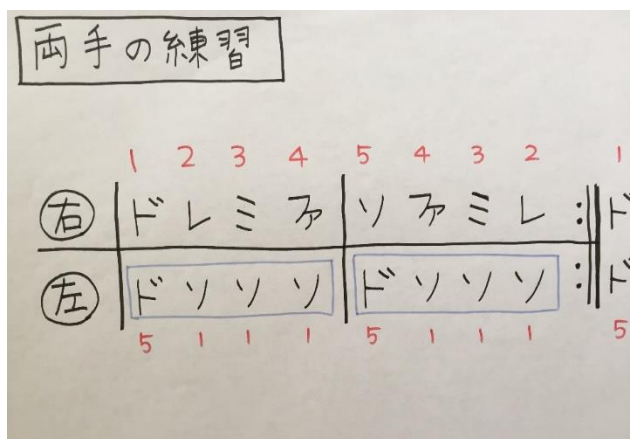 両手の練習
1 2 3 4 5 4 3 2 1
右 ド レ ミ ファ ソ ファ ミ レ : ド
左 ド ソ ソ ソ ド ソ ソ ソ : ド
5 1 1 1 5 1 1 1 5